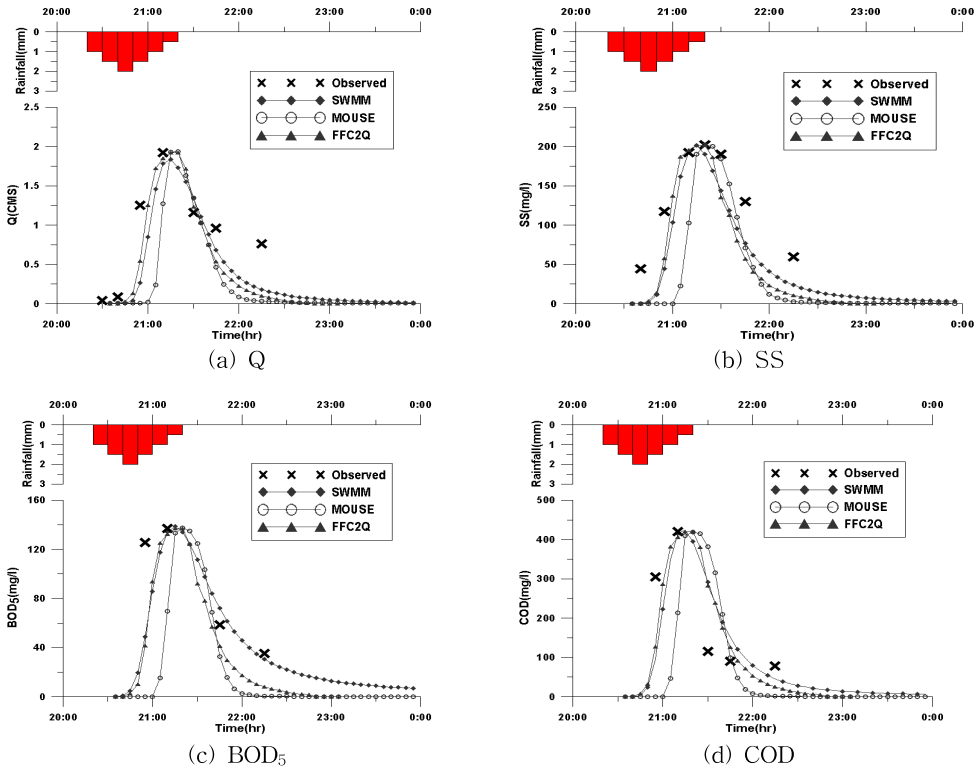 20:00 21:00 22:00 23:00 0:00
Rainfall(mm)
0
1
2
3
Observed
SWMM
MOUSE
FFC2Q
Q(CMS)
2.5
2
1.5
1
0.5
0
20:00 21:00 22:00 23:00 0:00
Time(hr)
(a) Q
20:00 21:00 22:00 23:00 0:00
Rainfall(mm)
0
1
2
3
Observed
SWMM
MOUSE
FFC2Q
SS(mg/l)
250
200
150
100
50
0
20:00 21:00 22:00 23:00 0:00
Time(hr)
(b) SS
20:00 21:00 22:00 23:00 0:00
Rainfall(mm)
0
1
2
3
Observed
SWMM
MOUSE
FFC2Q
BOD5(mg/l)
160
120
80
40
0
20:00 21:00 22:00 23:00 0:00
Time(hr)
(c) BOD5
20:00 21:00 22:00 23:00 0:00
Rainfall(mm)
0
1
2
3
Observed
SWMM
MOUSE
FFC2Q
COD(mg/l)
500
400
300
200
100
0
20:00 21:00 22:00 23:00 0:00
Time(hr)
(d) COD